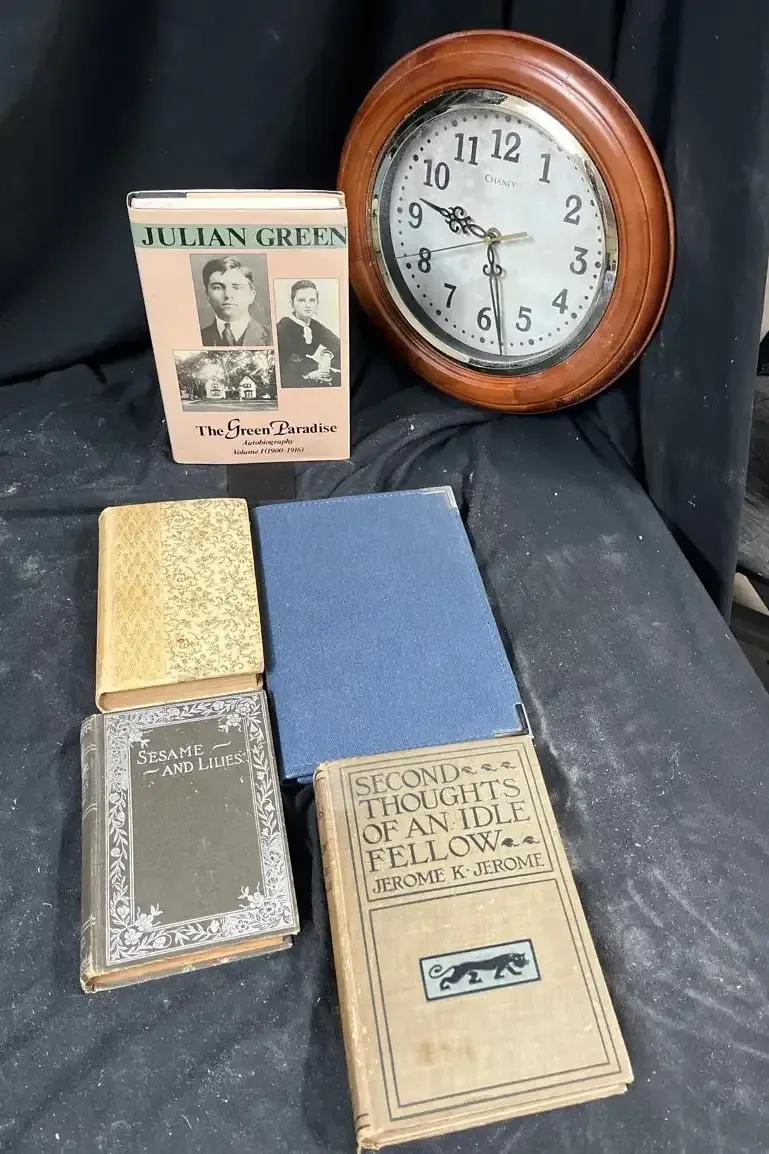 JULIAN GREEN
The Green Paradise
Autobiography
Volume I (1900-1916)
11 12 1
10 2
CHANEY
9 3
8 4
7 6 5
SESAME
AND LILIES
SECOND
THOUGHTS
OF AN IDLE
FELLOW
JEROME K. JEROME